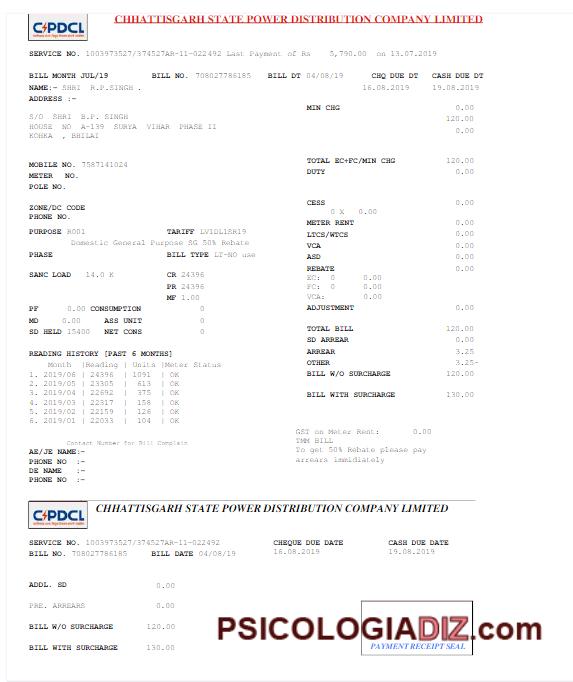 CSPDCL
CHHATTISGARH STATE POWER DISTRIBUTION COMPANY LIMITED
SERVICE NO. 1003973527/374527AR-11-022492 Last Payment of Rs 5,790.00 on 13.07.2019
BILL MONTH JUL/19 BILL NO. 708027786185 BILL DT 04/08/19 CHQ DUE DT CASH DUE DT
NAME:- SHRI R.P.SINGH . 16.08.2019 19.08.2019
ADDRESS :-
MIN CHG 0.00
S/O SHRI B.P. SINGH 120.00
HOUSE NO A-139 SURYA VIHAR PHASE II
0.00
KOHKA , BHILAI
MOBILE NO. 7587141024 TOTAL EC+FC/MIN CHG 120.00
METER NO. DUTY 0.00
POLE NO.
ZONE/DC CODE CESS 0.00
0 X 0.00
PHONE NO.
METER RENT 0.00
PURPOSE R001 TARIFF LV1DL1SR19 LTCS/WTCS 0.00
Domestic General Purpose SG 50% Rebate VCA 0.00
PHASE BILL TYPE LT-NO use ASD 0.00
REBATE 0.00
SANC LOAD 14.0 K CR 24396 EC: 0 0.00
PR 24396 FC: 0 0.00
MF 1.00 VCA: 0.00
PF 0.00 CONSUMPTION 0 ADJUSTMENT 0.00
MD 0.00 ASS UNIT 0
SD HELD 15400 NET CONS 0 TOTAL BILL 120.00
SD ARREAR 0.00
READING HISTORY [PAST 6 MONTHS] ARREAR 3.25
Month |Reading | Units |Meter Status OTHER 3.25-
1. 2019/06 | 24396 | 1091 | OK BILL W/O SURCHARGE 120.00
2. 2019/05 | 23305 | 613 | OK
3. 2019/04 | 22692 | 375 | OK
4. 2019/03 | 22317 | 158 | OK BILL WITH SURCHARGE 130.00
5. 2019/02 | 22159 | 126 | OK
6. 2019/01 | 22033 | 104 | OK
GST on Meter Rent: 0.00
Contact Number for Bill Complain TMM BILL
AE/JE NAME:- To get 50% Rebate please pay
PHONE NO :- arrears immidiately
DE NAME :-
PHONE NO :-
CSPDCL
CHHATTISGARH STATE POWER DISTRIBUTION COMPANY LIMITED
SERVICE NO. 1003973527/374527AR-11-022492 CHEQUE DUE DATE CASH DUE DATE
BILL NO. 708027786185 BILL DATE 04/08/19 16.08.2019 19.08.2019
ADDL. SD 0.00
PRE. ARREARS 0.00
BILL W/O SURCHARGE 120.00
PSICOLOGIADIZ.com
BILL WITH SURCHARGE 130.00 PAYMENT RECEIPT SEAL